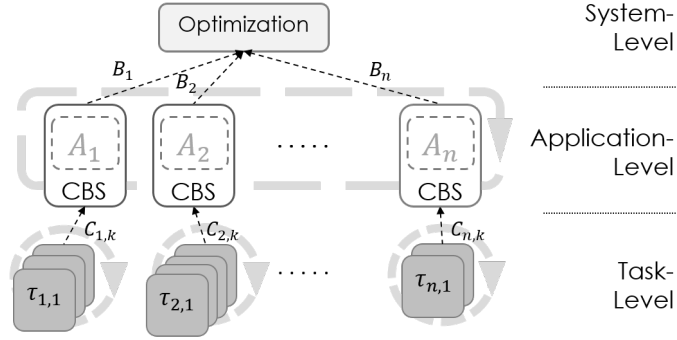 Optimization
System-
Level
B₁
B₂
Bₙ
A₁
A₂
.....
Aₙ
Application-
Level
CBS
CBS
CBS
C₁,ₖ
C₂,ₖ
Cₙ,ₖ
τ₁,₁
τ₂,₁
.....
τₙ,₁
Task-
Level